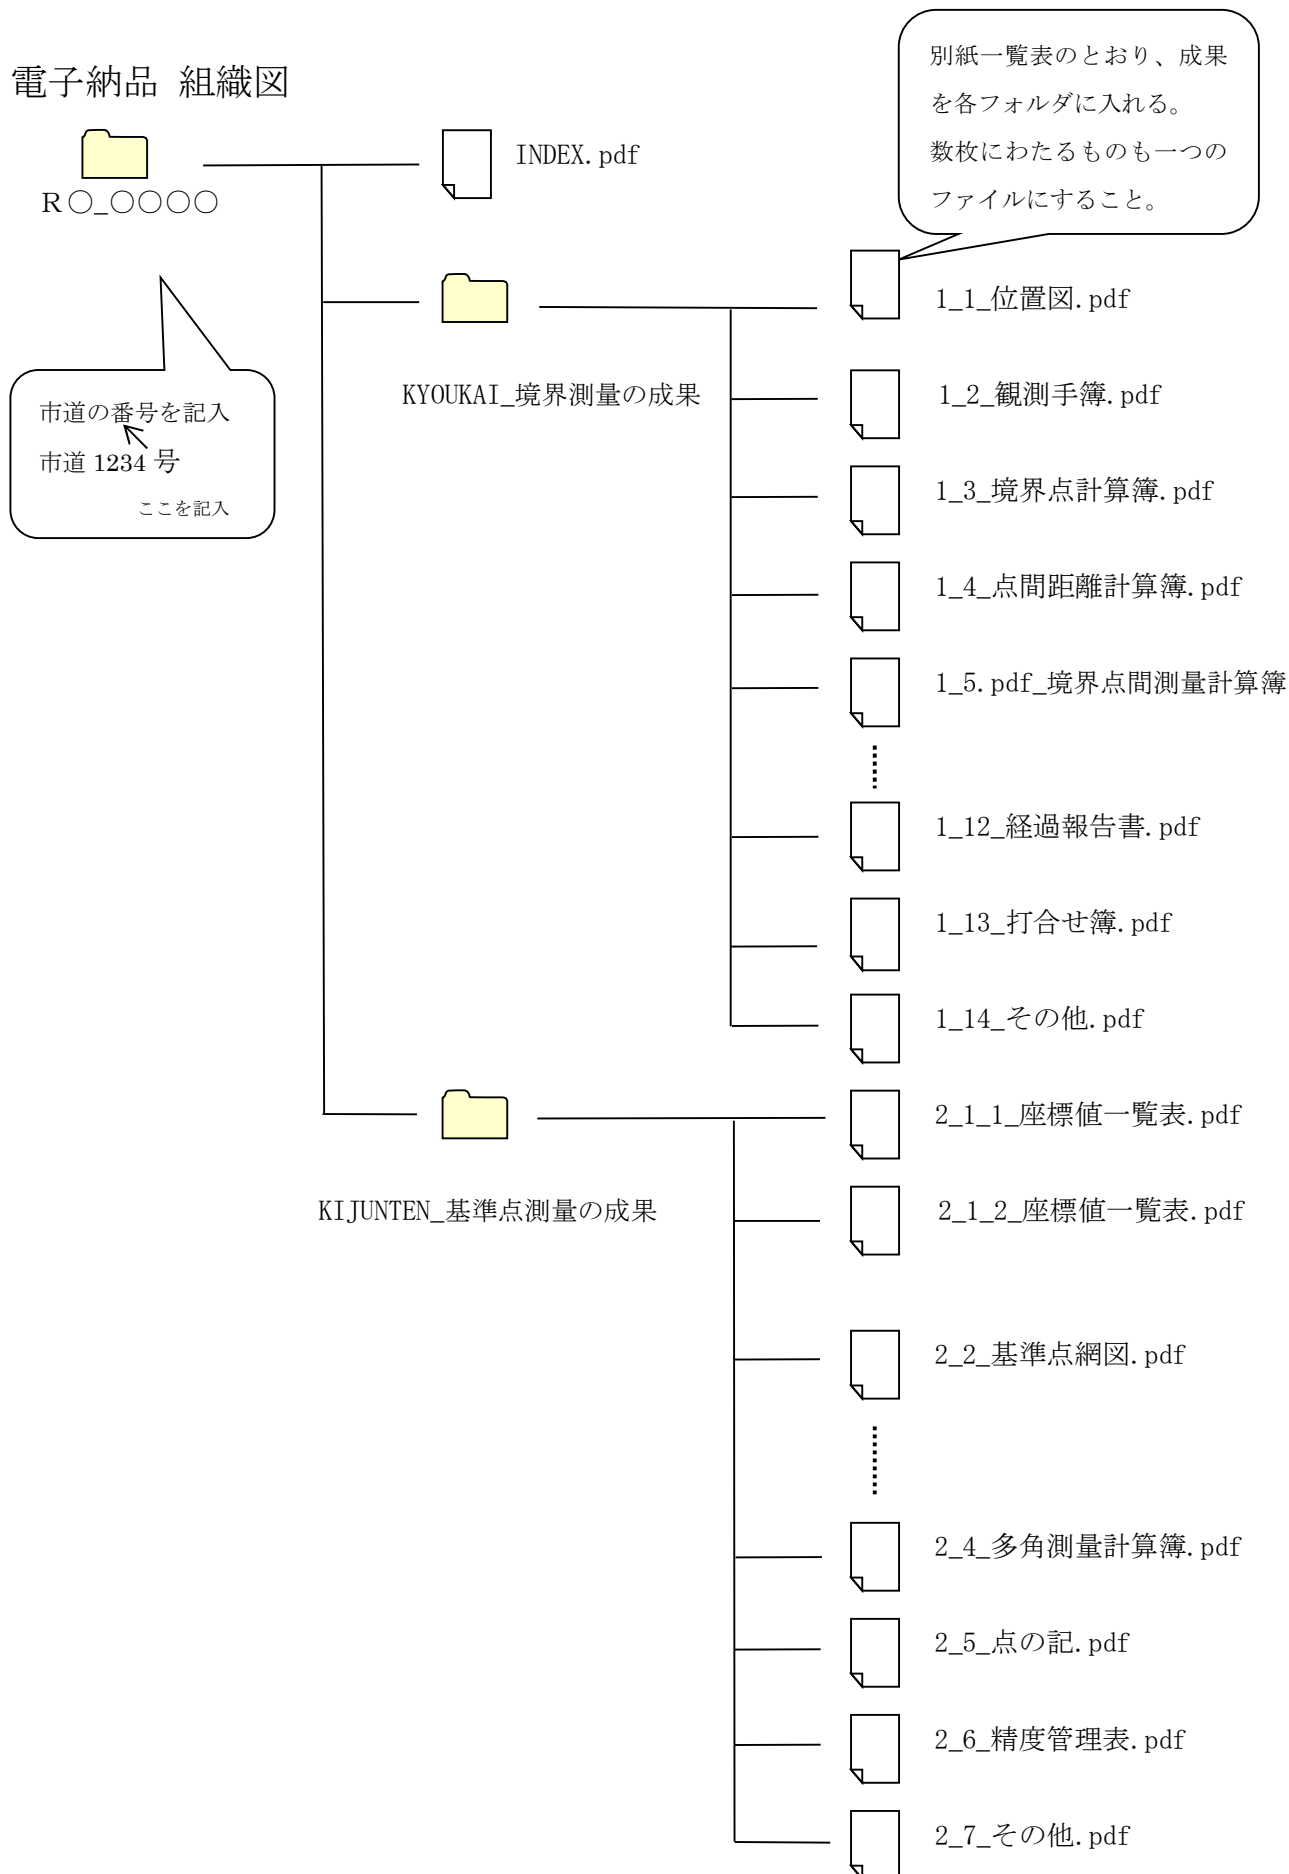 電子納品 組織図
別紙一覧表のとおり、成果
を各フォルダに入れる。
数枚にわたるものも一つの
ファイルにすること。
R○_○○○○
INDEX.pdf
市道の番号を記入
市道 1234 号
ここを記入
KYOUKAI_境界測量の成果
1_1_位置図.pdf
1_2_観測手簿.pdf
1_3_境界点計算簿.pdf
1_4_点間距離計算簿.pdf
1_5.pdf_境界点間測量計算簿
1_12_経過報告書.pdf
1_13_打合せ簿.pdf
1_14_その他.pdf
KIJUNTEN_基準点測量の成果
2_1_1_座標値一覧表.pdf
2_1_2_座標値一覧表.pdf
2_2_基準点網図.pdf
2_4_多角測量計算簿.pdf
2_5_点の記.pdf
2_6_精度管理表.pdf
2_7_その他.pdf